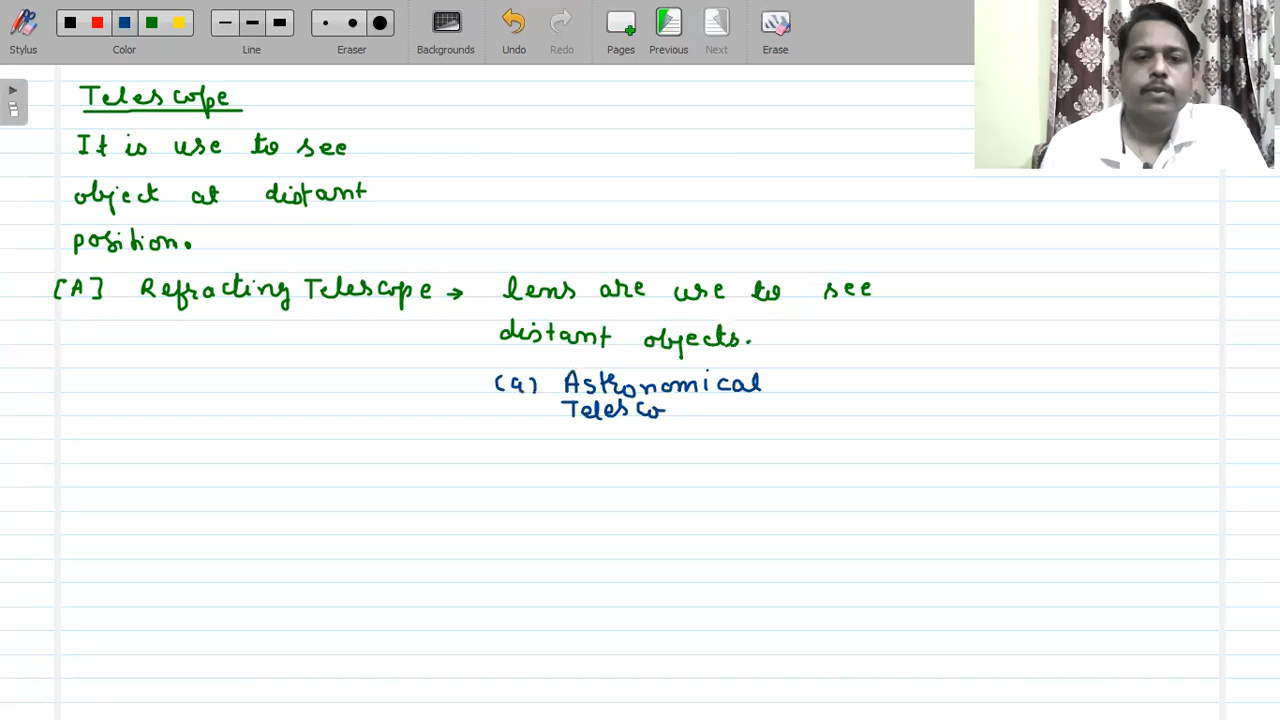 Stylus
Color
Line
Eraser
Backgrounds
Undo
Redo
Pages
Previous
Next
Erase
Telescope
It is use to see
object at distant
position.
[A] Refracting Telescope → lens are use to see
distant objects.
(a) Astronomical
Telesco